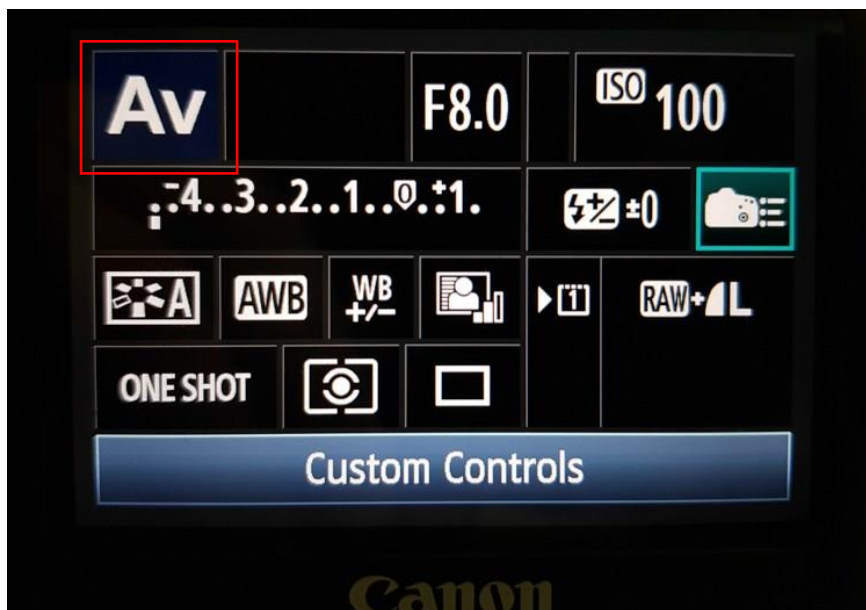 Av F8.0 ISO 100
.-4..3..2..1..0.+1. ±0
A AWB WB +/- 1 RAW+L
ONE SHOT
Custom Controls
Canon